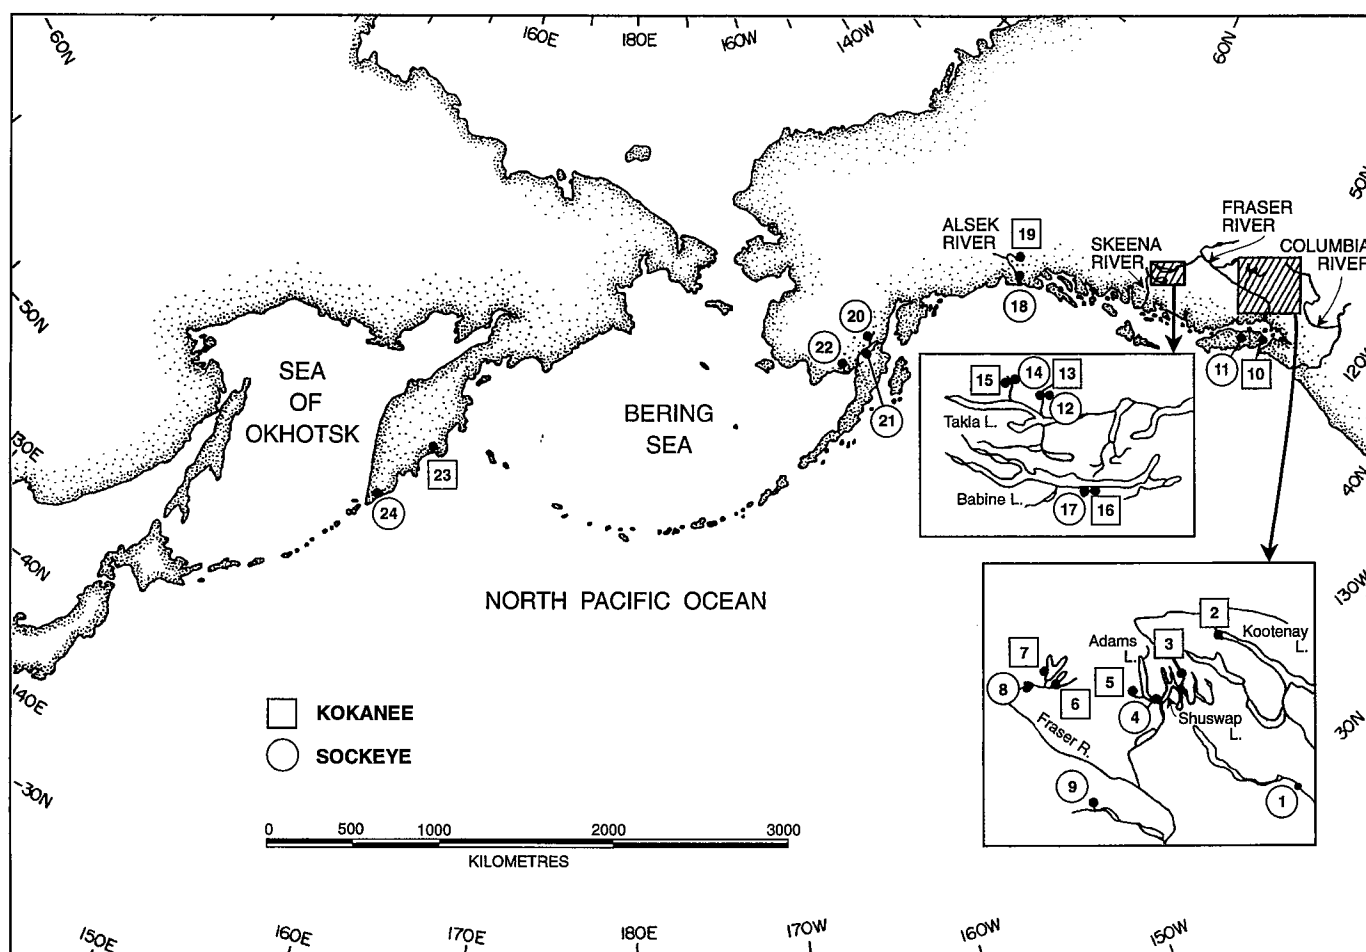 60N
160E
180E
160W
140W
60N
50N
FRASER
RIVER
COLUMBIA
RIVER
ALSEK
RIVER
19
SKEENA
RIVER
18
50N
20
22
21
11
10
120W
SEA
OF
OKHOTSK
BERING
SEA
15
14
13
12
Takla L.
Babine L.
17
16
130E
23
24
40N
40N
NORTH PACIFIC OCEAN
130W
2
Kootenay
L.
Adams
L.
3
7
5
8
6
4
Shuswap
L.
Fraser R.
9
1
140E
30N
KOKANEE
SOCKEYE
30N
0
500
1000
2000
3000
KILOMETRES
150E
160E
170E
180E
170W
160W
150W